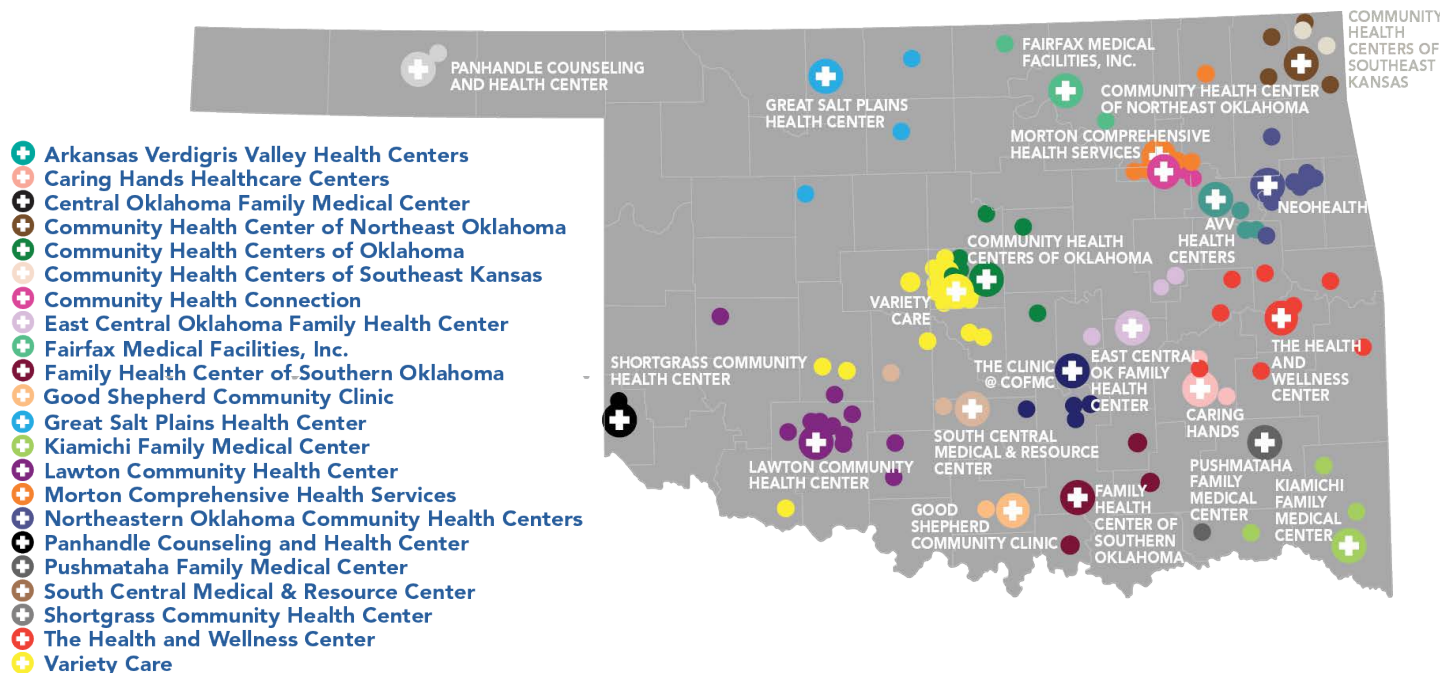 Arkansas Verdigris Valley Health Centers
Caring Hands Healthcare Centers
Central Oklahoma Family Medical Center
Community Health Center of Northeast Oklahoma
Community Health Centers of Oklahoma
Community Health Centers of Southeast Kansas
Community Health Connection
East Central Oklahoma Family Health Center
Fairfax Medical Facilities, Inc.
Family Health Center of Southern Oklahoma
Good Shepherd Community Clinic
Great Salt Plains Health Center
Kiamichi Family Medical Center
Lawton Community Health Center
Morton Comprehensive Health Services
Northeastern Oklahoma Community Health Centers
Panhandle Counseling and Health Center
Pushmataha Family Medical Center
South Central Medical & Resource Center
Shortgrass Community Health Center
The Health and Wellness Center
Variety Care
PANHANDLE COUNSELING
AND HEALTH CENTER
GREAT SALT PLAINS
HEALTH CENTER
FAIRFAX MEDICAL
FACILITIES, INC.
COMMUNITY HEALTH CENTER
OF NORTHEAST OKLAHOMA
COMMUNITY
HEALTH
CENTERS OF
SOUTHEAST
KANSAS
MORTON COMPREHENSIVE
HEALTH SERVICES
NEOHEALTH
AVV
HEALTH
CENTERS
COMMUNITY HEALTH
CENTERS OF OKLAHOMA
VARIETY
CARE
SHORTGRASS COMMUNITY
HEALTH CENTER
THE CLINIC
@ COFMC
EAST CENTRAL
OK FAMILY
HEALTH
CENTER
THE HEALTH
AND
WELLNESS
CENTER
CARING
HANDS
SOUTH CENTRAL
MEDICAL & RESOURCE
CENTER
LAWTON COMMUNITY
HEALTH CENTER
PUSHMATAHA
FAMILY
MEDICAL
CENTER
KIAMICHI
FAMILY
MEDICAL
CENTER
GOOD
SHEPHERD
COMMUNITY CLINIC
FAMILY
HEALTH
CENTER OF
SOUTHERN
OKLAHOMA